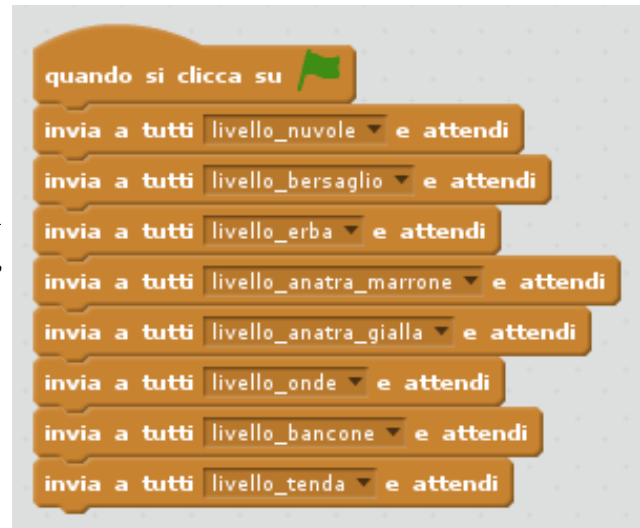 quando si clicca su
invia a tutti livello_nuvole e attendi
invia a tutti livello_bersaglio e attendi
invia a tutti livello_erba e attendi
invia a tutti livello_anatra_marrone e attendi
invia a tutti livello_anatra_gialla e attendi
invia a tutti livello_onde e attendi
invia a tutti livello_bancone e attendi
invia a tutti livello_tenda e attendi